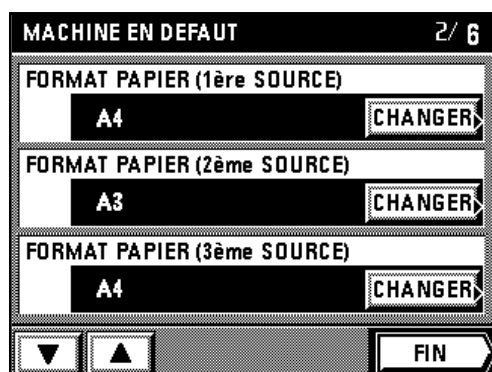 MACHINE EN DEFAUT 2/ 6
FORMAT PAPIER (1ère SOURCE)
A4 CHANGER
FORMAT PAPIER (2ème SOURCE)
A3 CHANGER
FORMAT PAPIER (3ème SOURCE)
A4 CHANGER
FIN